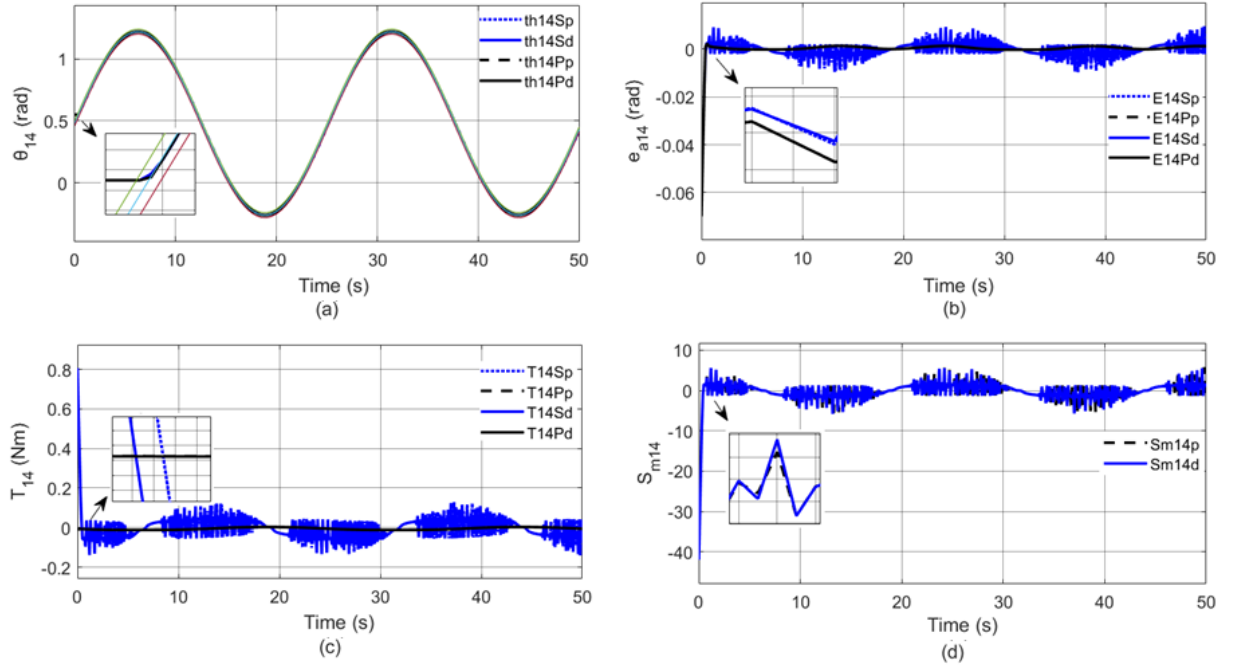 th14Sp
th14Sd
th14Pp
th14Pd
1
0.5
0
θ14 (rad)
0 10 20 30 40 50
Time (s)
(a)
0
-0.02
-0.04
-0.06
ea14 (rad)
E14Sp
E14Pp
E14Sd
E14Pd
0 10 20 30 40 50
Time (s)
(b)
0.8
0.6
0.4
0.2
0
-0.2
T14 (Nm)
T14Sp
T14Pp
T14Sd
T14Pd
0 10 20 30 40 50
Time (s)
(c)
10
0
-10
-20
-30
-40
Sm14
Sm14p
Sm14d
0 10 20 30 40 50
Time (s)
(d)